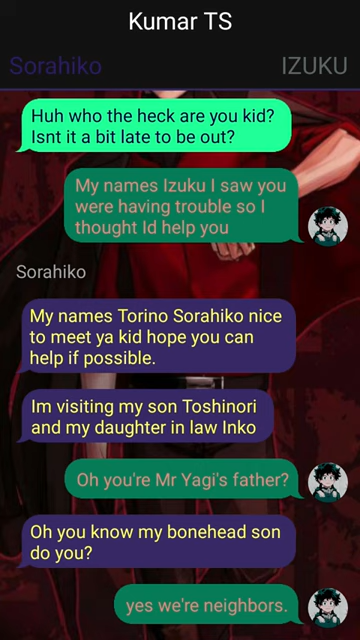 Kumar TS
Sorahiko IZUKU
Huh who the heck are you kid?
Isnt it a bit late to be out?
My names Izuku I saw you
were having trouble so I
thought Id help you
Sorahiko
My names Torino Sorahiko nice
to meet ya kid hope you can
help if possible.
Im visiting my son Toshinori
and my daughter in law Inko
Oh you're Mr Yagi's father?
Oh you know my bonehead son
do you?
yes we're neighbors.